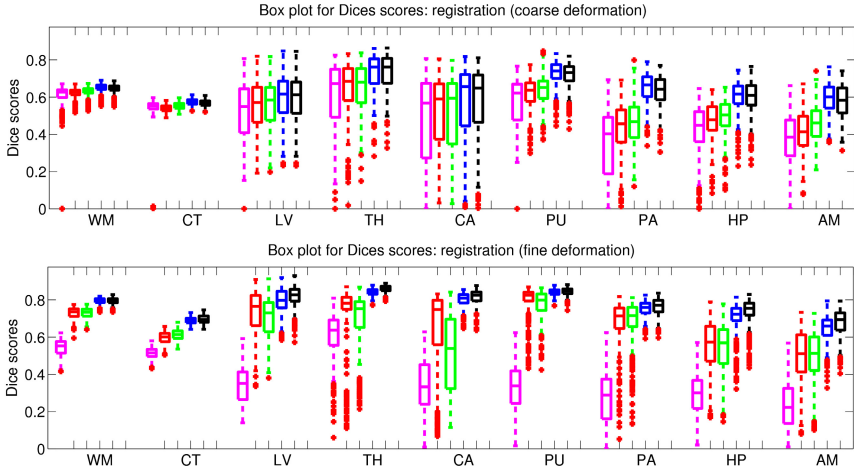 Box plot for Dices scores: registration (coarse deformation)
Dice scores
0.8
0.6
0.4
0.2
0
WM CT LV TH CA PU PA HP AM
Box plot for Dices scores: registration (fine deformation)
Dice scores
0.8
0.6
0.4
0.2
0
WM CT LV TH CA PU PA HP AM